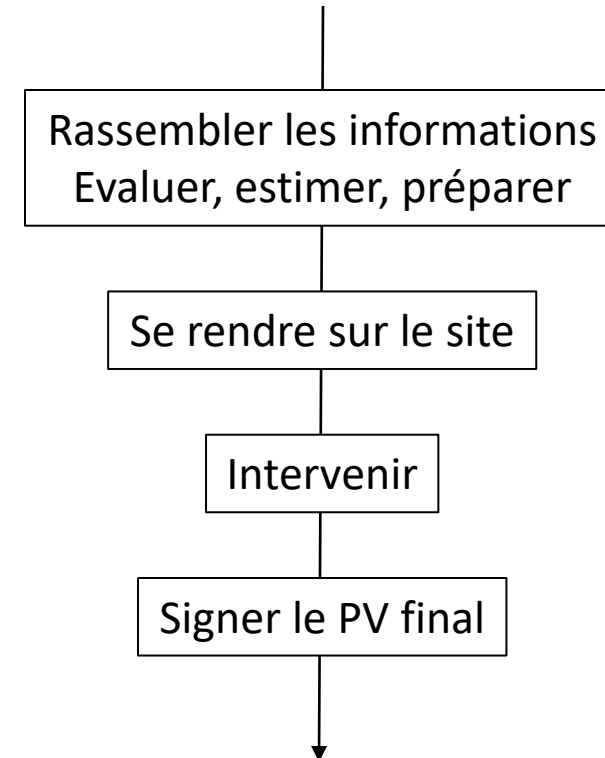 Rassembler les informations
Evaluer, estimer, préparer
Se rendre sur le site
Intervenir
Signer le PV final